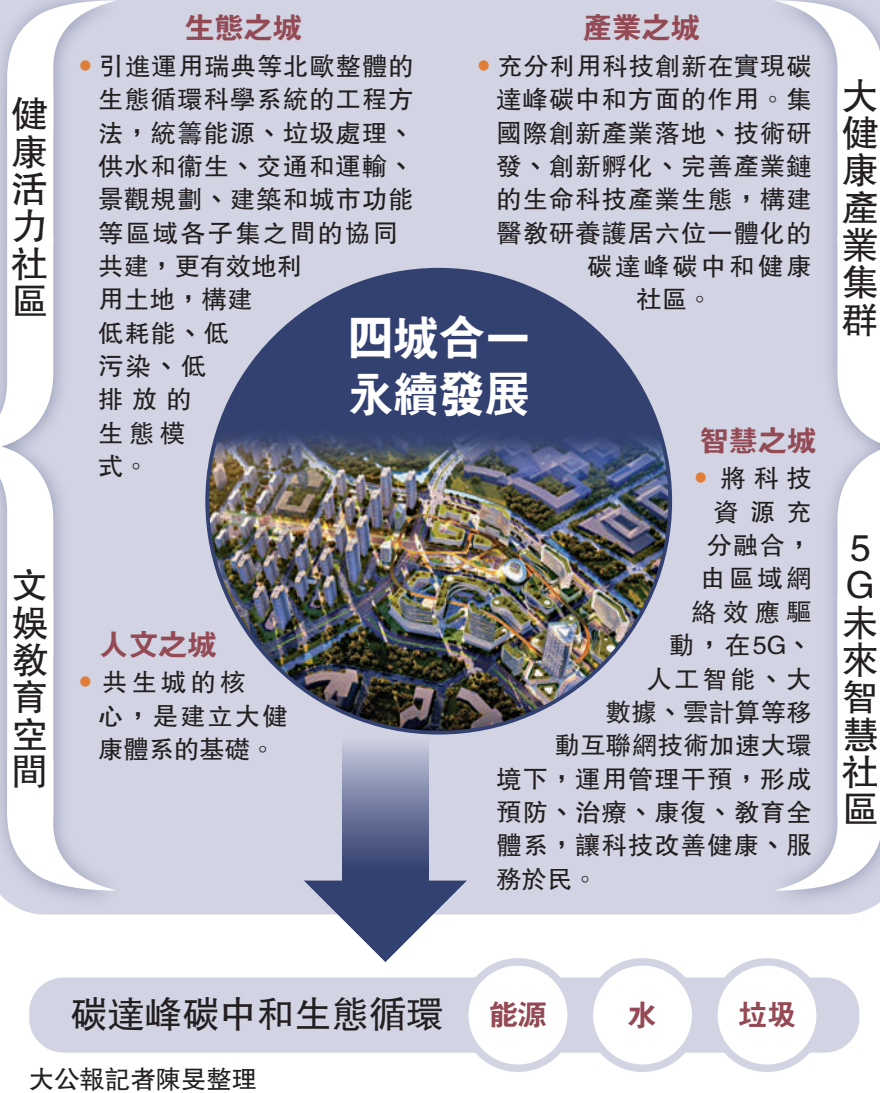 健康活力社區
生態之城
引進運用瑞典等北歐整體的
生態循環科學系統的工程方
法，統籌能源、垃圾處理、
供水和衞生、交通和運輸、
景觀規劃、建築和城市功能
等區域各子集之間的協同
共建，更有效地利
用土地，構建
低耗能、低
污染、低
排放的
生態模
式。
產業之城
充分利用科技創新在實現碳
達峰碳中和方面的作用。集
國際創新產業落地、技術研
發、創新孵化、完善產業鏈
的生命科技產業生態，構建
醫教研養護居六位一體化的
碳達峰碳中和健康
社區。
大健康產業集群
四城合一
永續發展
文娛教育空間
人文之城
共生城的核
心，是建立大健
康體系的基礎。
智慧之城
將科技
資源充
分融合，
由區域網
絡效應驅
動，在5G、
人工智能、大
數據、雲計算等移
動互聯網技術加速大環
境下，運用管理干預，形成
預防、治療、康復、教育全
體系，讓科技改善健康、服
務於民。
5G未來智慧社區
碳達峰碳中和生態循環
能源
水
垃圾
大公報記者陳旻整理